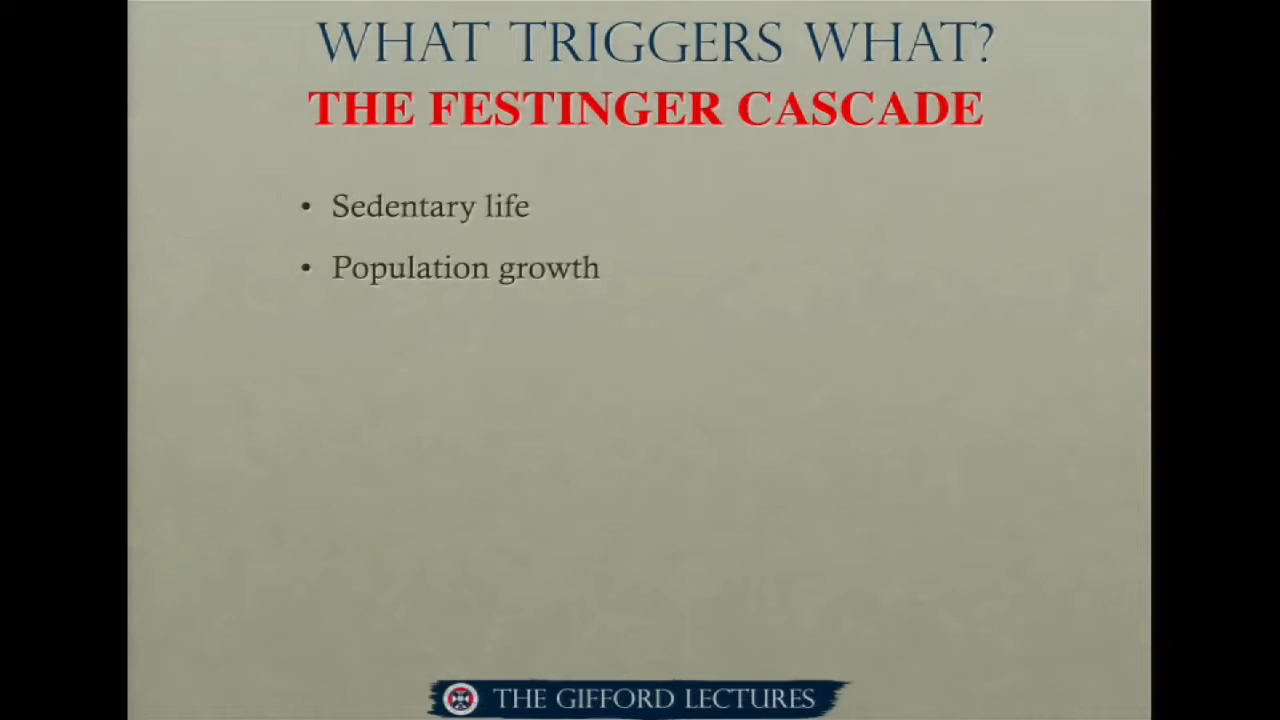 WHAT TRIGGERS WHAT?
THE FESTINGER CASCADE
• Sedentary life
• Population growth
THE GIFFORD LECTURES